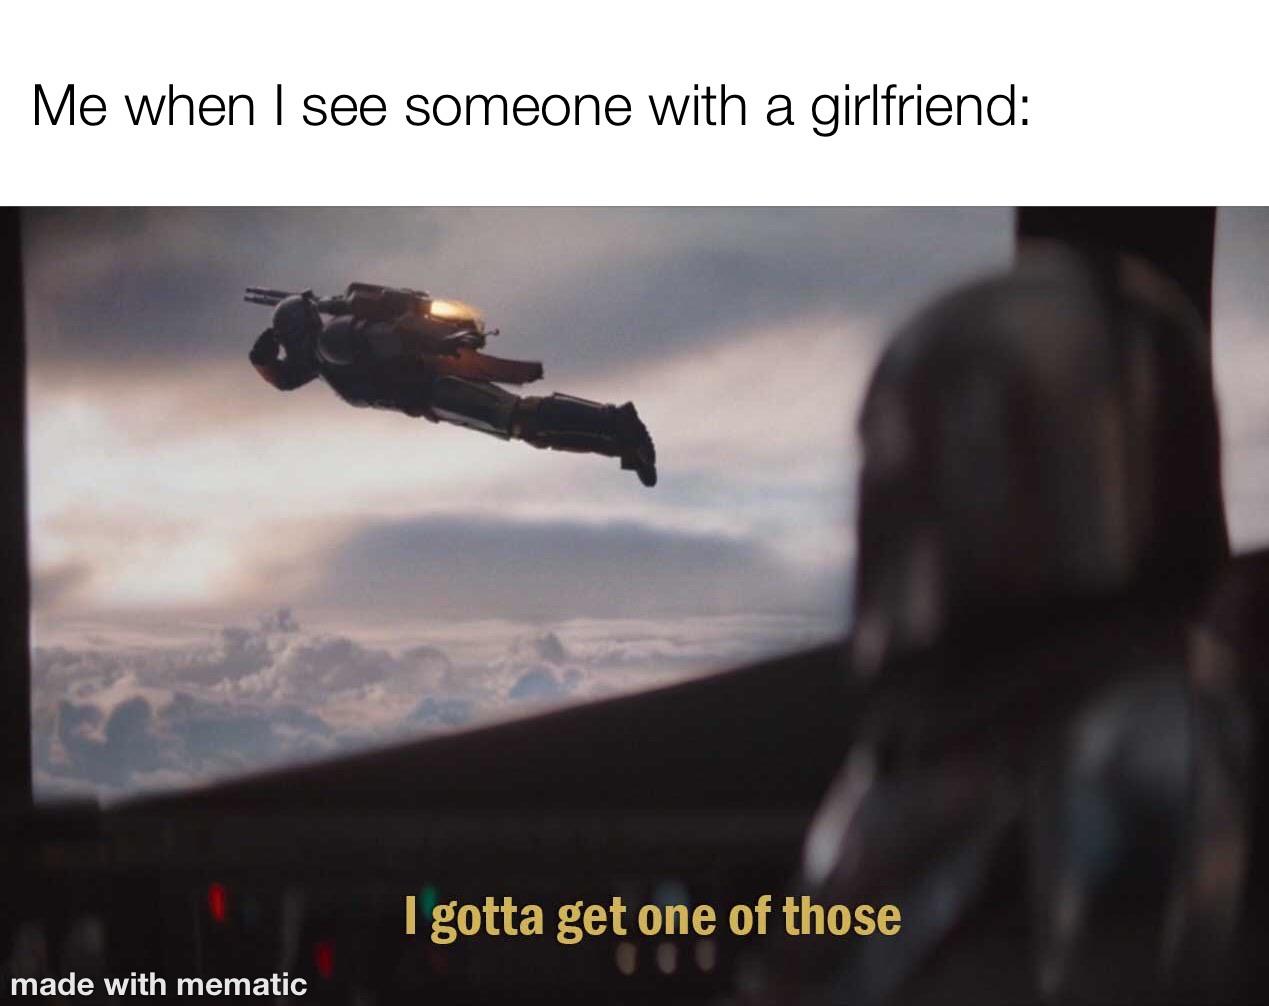 Me when I see someone with a girlfriend:
I gotta get one of those
made with mematic